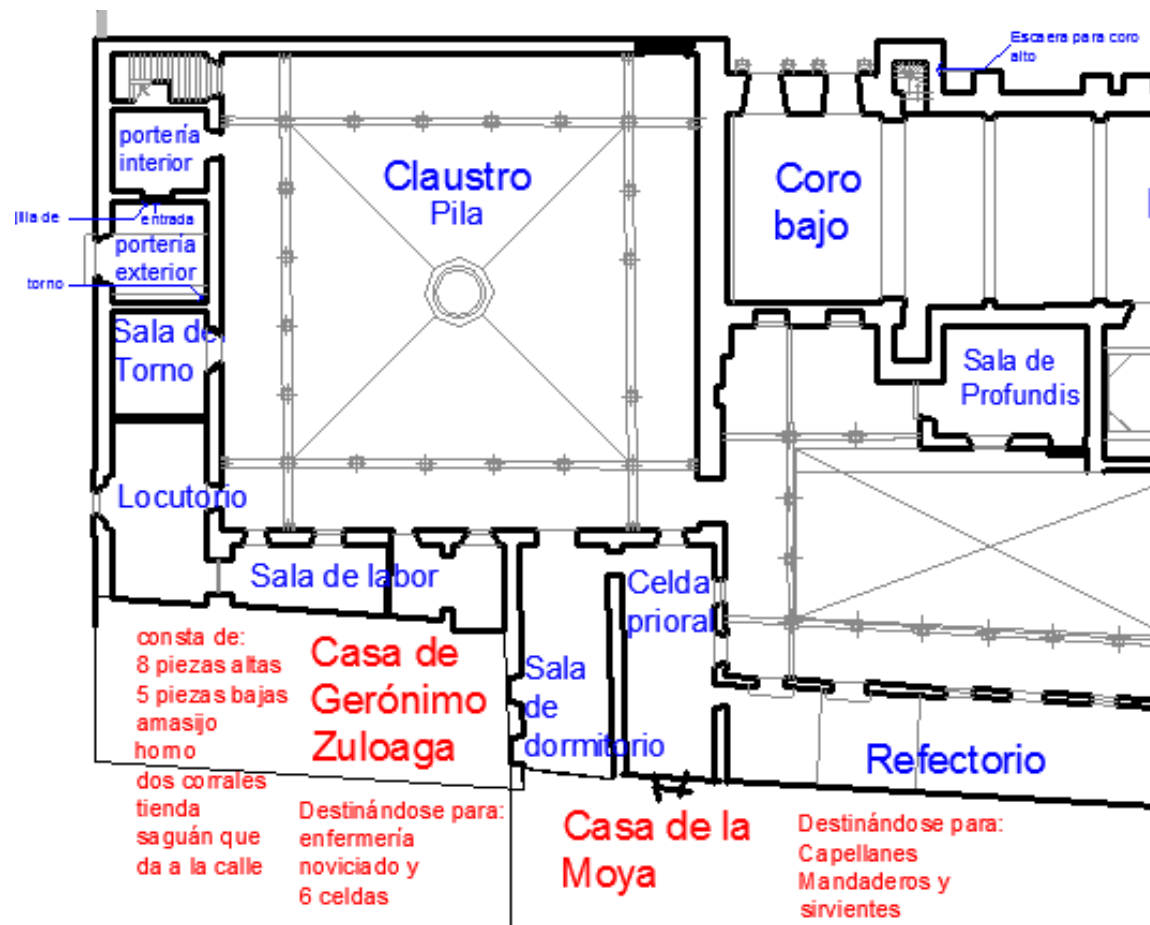 Escaera para coro
alto
portería
interior
Claustro
Pila
Coro
bajo
jilla de
entrada
portería
exterior
torno
Sala del
Torno
Sala de
Profundis
Locutorio
Sala de labor
Celda
prioral
consta de:
8 piezas altas
5 piezas bajas
amasijo
horno
dos corrales
tienda
saguán que
da a la calle
Casa de
Gerónimo
Zuloaga
Sala
de
dormitorio
Refectorio
Destinándose para:
enfermería
noviciado y
6 celdas
Casa de la
Moya
Destinándose para:
Capellanes
Mandaderos y
sirvientes